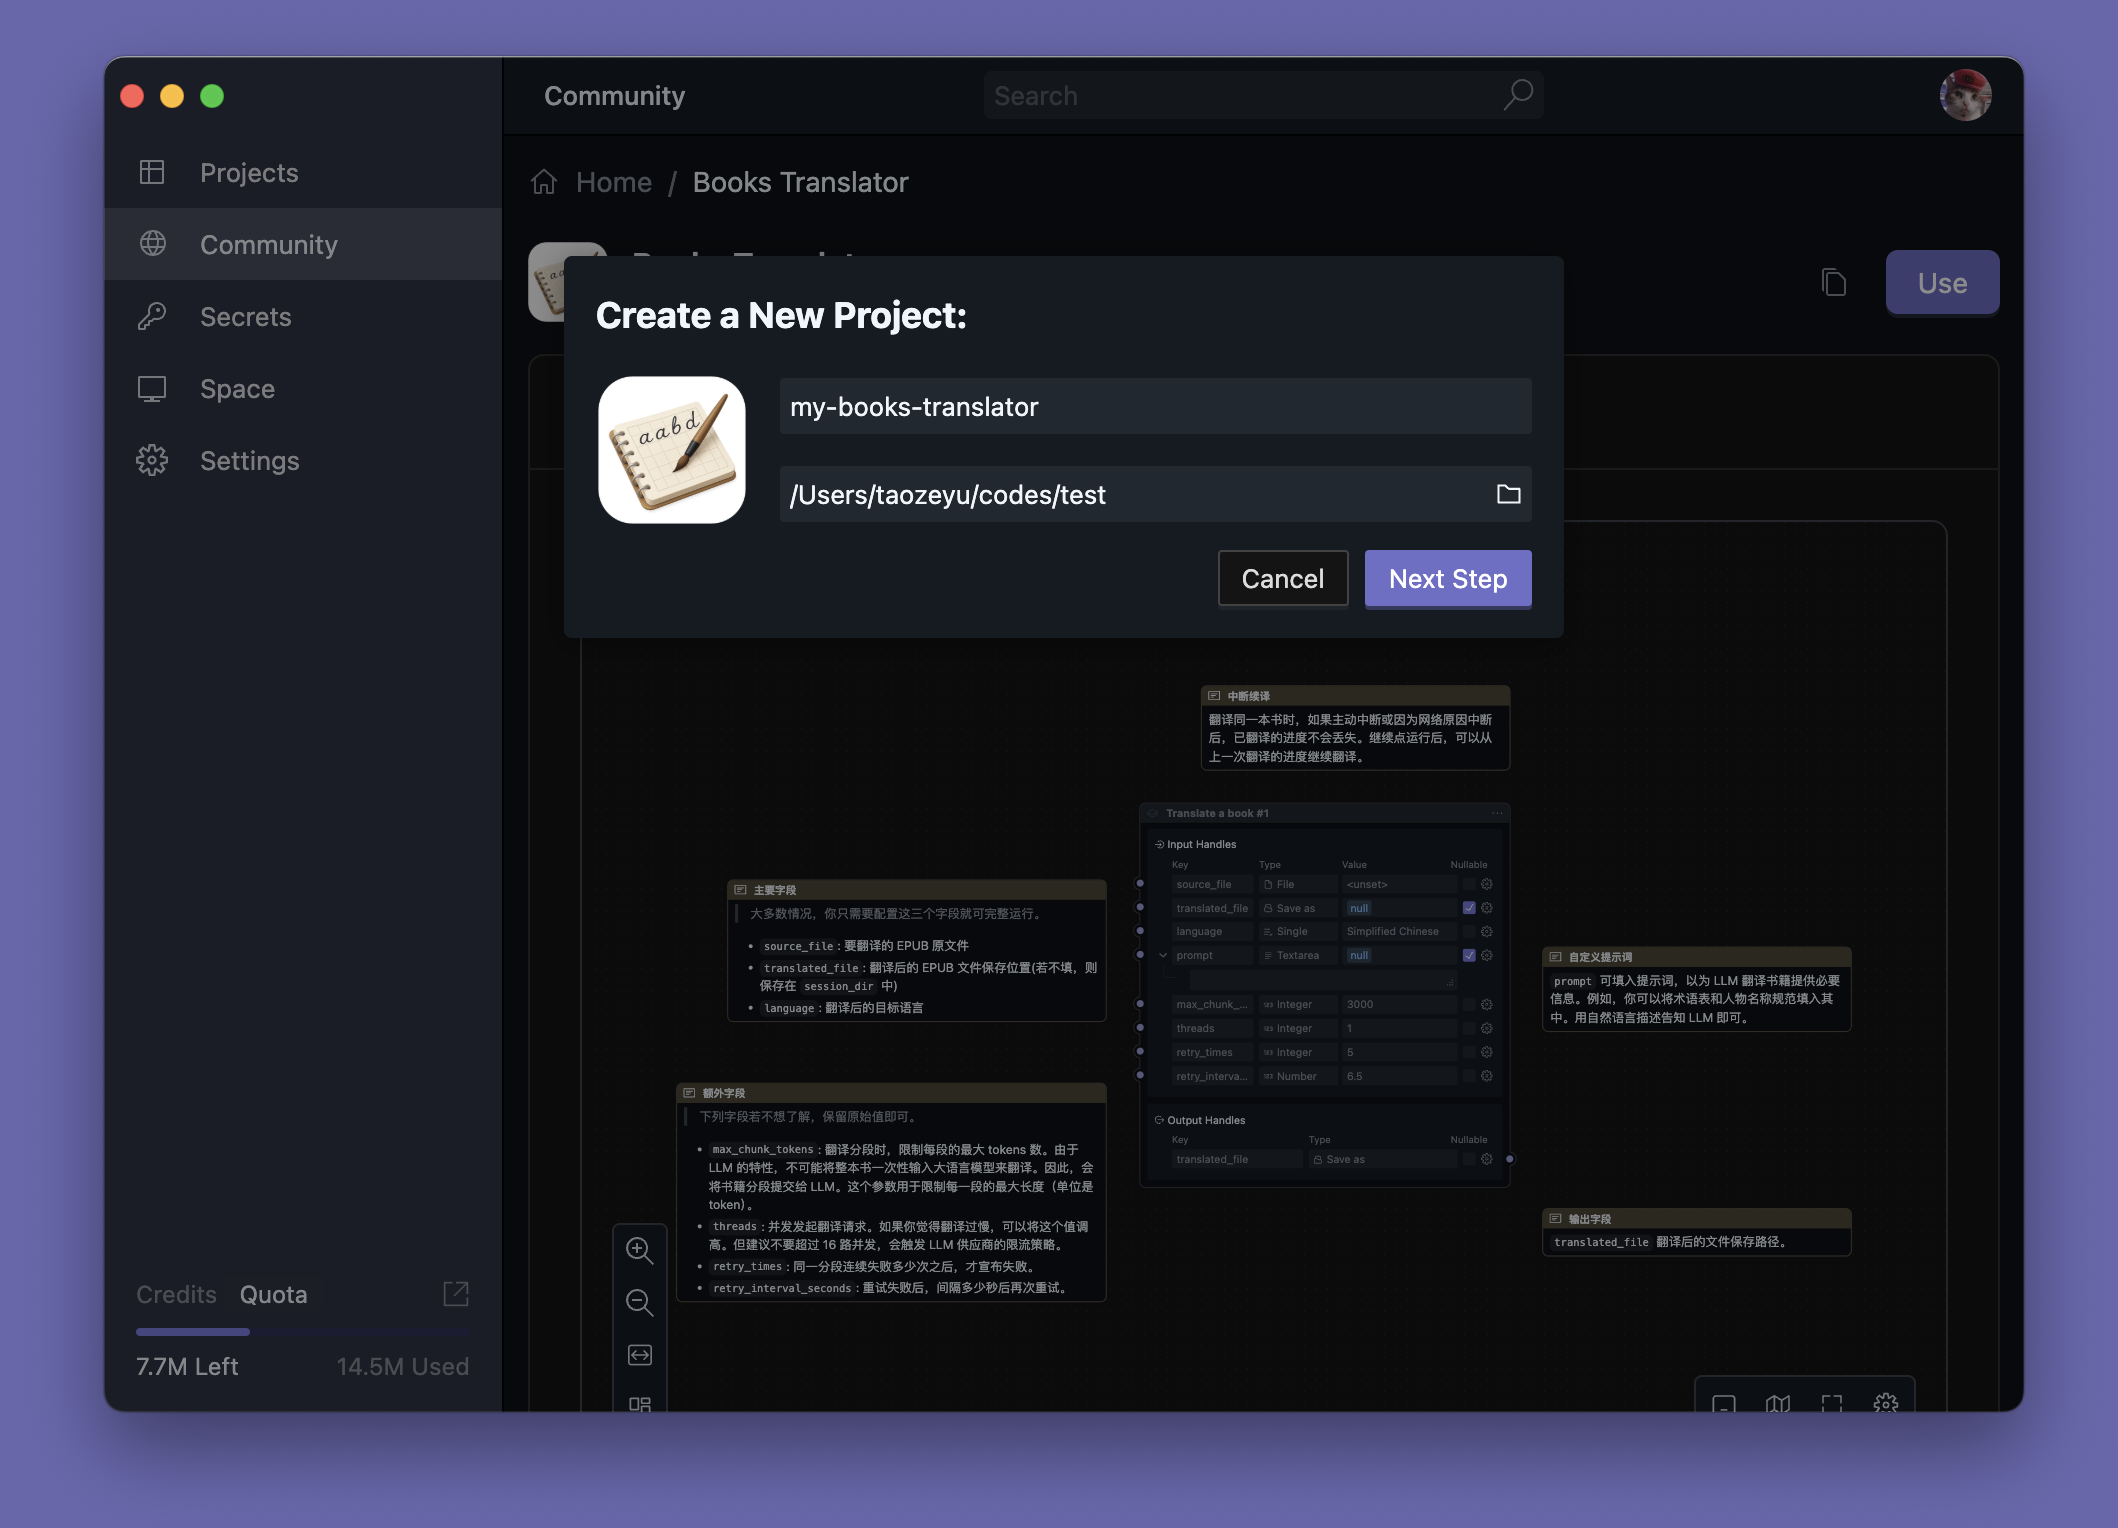 Community
Search
Projects
Community
Secrets
Space
Settings
Home / Books Translator
Use
Create a New Project:
aabd
my-books-translator
/Users/taozeyu/codes/test
Cancel
Next Step
中断续译
翻译同一本书时，如果主动中断或因为网络原因中断
后，已翻译的进度不会丢失。继续点运行后，可以从
上一次翻译的进度继续翻译。
Translate a book #1
Input Handles
Key Type Value Nullable
source_file File <unset>
translated_file Save as null
language Single Simplified Chinese
prompt Textarea null
max_chunk_... Integer 3000
threads Integer 1
retry_times Integer 5
retry_interva... Number 6.5
Output Handles
Key Type Nullable
translated_file Save as
主要字段
大多数情况，你只需要配置这三个字段就可完整运行。
• source_file：要翻译的 EPUB 原文件
• translated_file：翻译后的 EPUB 文件保存位置(若不填，则
保存在 session_dir 中)
• language：翻译后的目标语言
自定义提示词
prompt 可填入提示词，以为 LLM 翻译书籍提供必要
信息。例如，你可以将术语表和人物名称规范填入其
中。用自然语言描述告知 LLM 即可。
额外字段
下列字段若不想了解，保留原始值即可。
• max_chunk_tokens：翻译分段时，限制每段的最大 tokens 数。由于
LLM 的特性，不可能将整本书一次性输入大语言模型来翻译。因此，会
将书籍分段提交给 LLM。这个参数用于限制每一段的最大长度（单位是
token）。
• threads：并发发起翻译请求。如果你觉得翻译过慢，可以将这个值调
高。但建议不要超过 16 路并发，会触发 LLM 供应商的限流策略。
• retry_times：同一分段连续失败多少次之后，才宣布失败。
• retry_interval_seconds：重试失败后，间隔多少秒后再次重试。
输出字段
translated_file 翻译后的文件保存路径。
Credits Quota
7.7M Left
14.5M Used